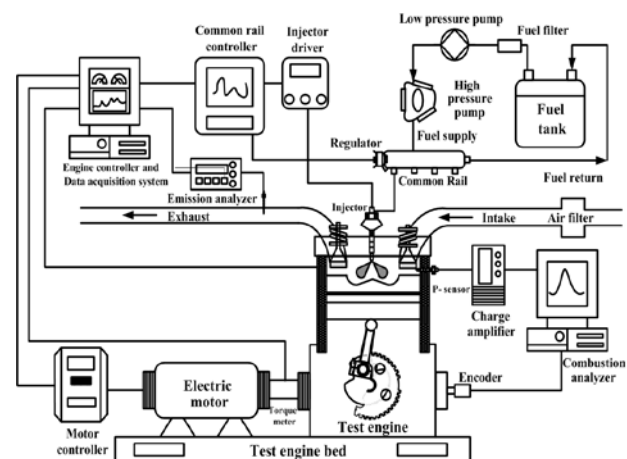 Common rail
controller
Injector
driver
Low pressure pump
Fuel filter
High
pressure
pump
Fuel
tank
Fuel supply
Regulator
Common Rail
Fuel return
Engine controller and
Data acquisition system
Emission analyzer
Injector
Exhaust
Intake
Air filter
P- sensor
Charge
amplifier
Combustion
analyzer
Encoder
Electric
motor
Torque
meter
Test engine
Motor
controller
Test engine bed